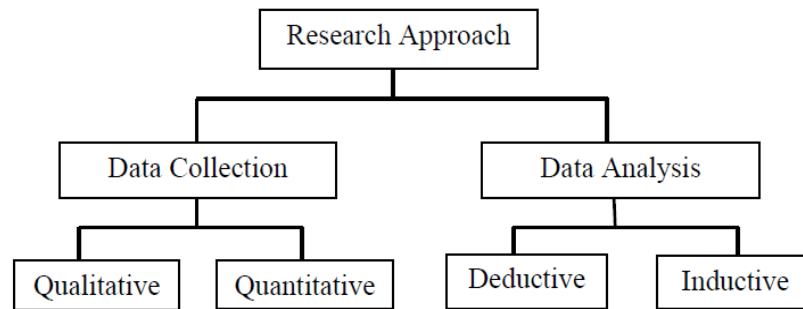 Research Approach
Data Collection
Data Analysis
Qualitative
Quantitative
Deductive
Inductive